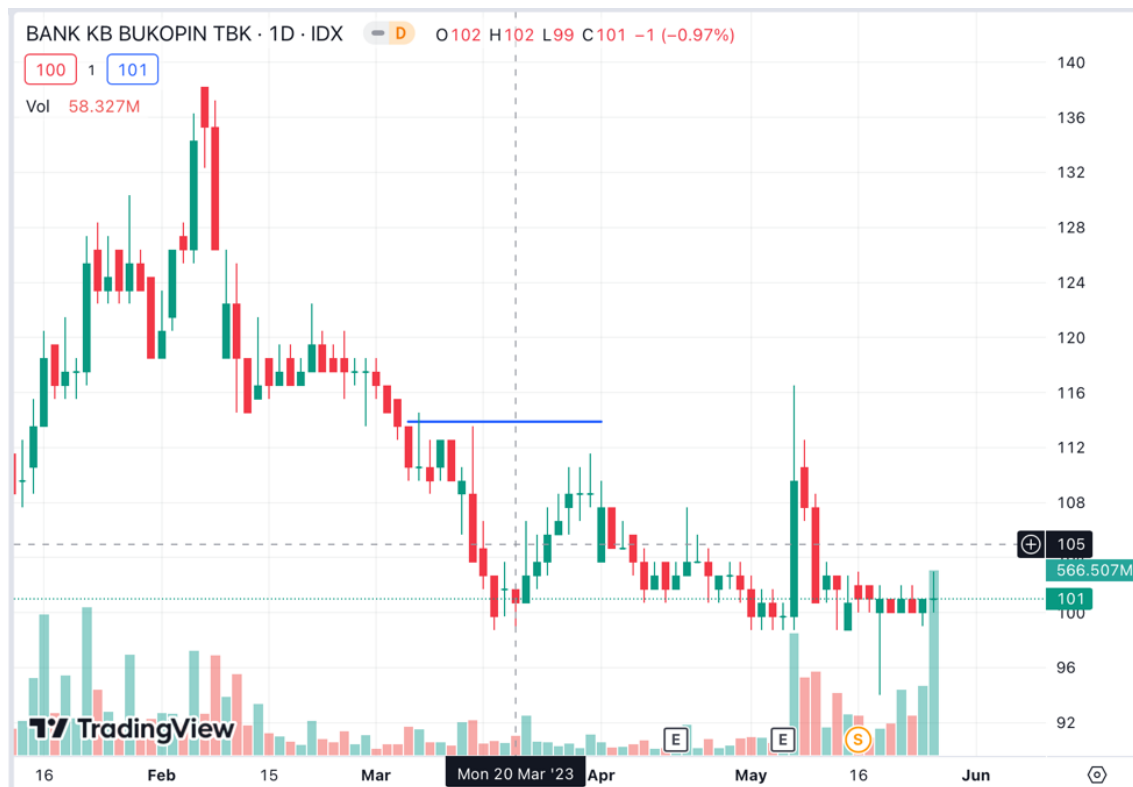 BANK KB BUKOPIN TBK · 1D · IDX D O102 H102 L99 C101 −1 (−0.97%)
100 1 101
Vol 58.327M
140
136
132
128
124
120
116
112
108
105
104
566.507M
101
100
96
92
TradingView
E E S
16 Feb 15 Mar Mon 20 Mar '23 Apr May 16 Jun